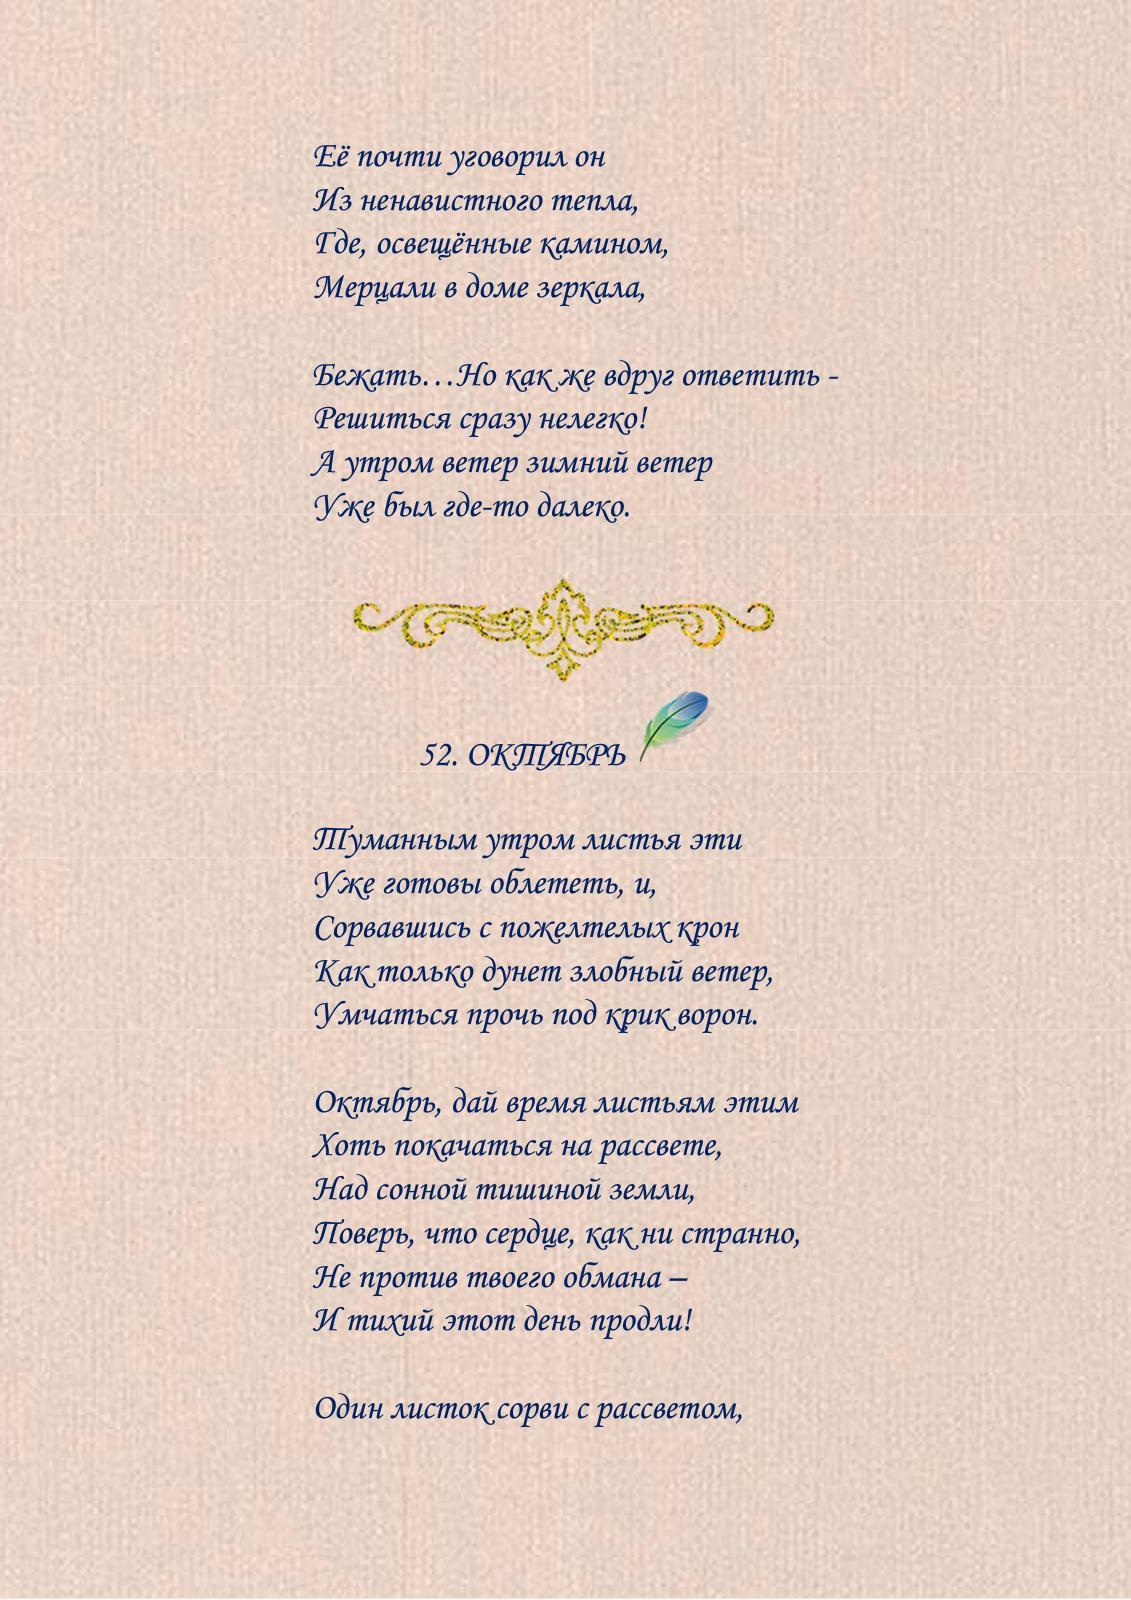 Её почти уговорил он
Из ненавистного тепла,
Где, освещённые камином,
Мерцали в доме зеркала,
Бежать…Но как же вдруг ответить -
Решиться сразу нелегко!
А утром ветер зимний ветер
Уже был где-то далеко.
52. ОКТЯБРЬ
Туманным утром листья эти
Уже готовы облететь, и,
Сорвавшись с пожелтелых крон
Как только дунет злобный ветер,
Умчаться прочь под крик ворон.
Октябрь, дай время листьям этим
Хоть покачаться на рассвете,
Над сонной тишиной земли,
Поверь, что сердце, как ни странно,
Не против твоего обмана –
И тихий этот день продли!
Один листок сорви с рассветом,